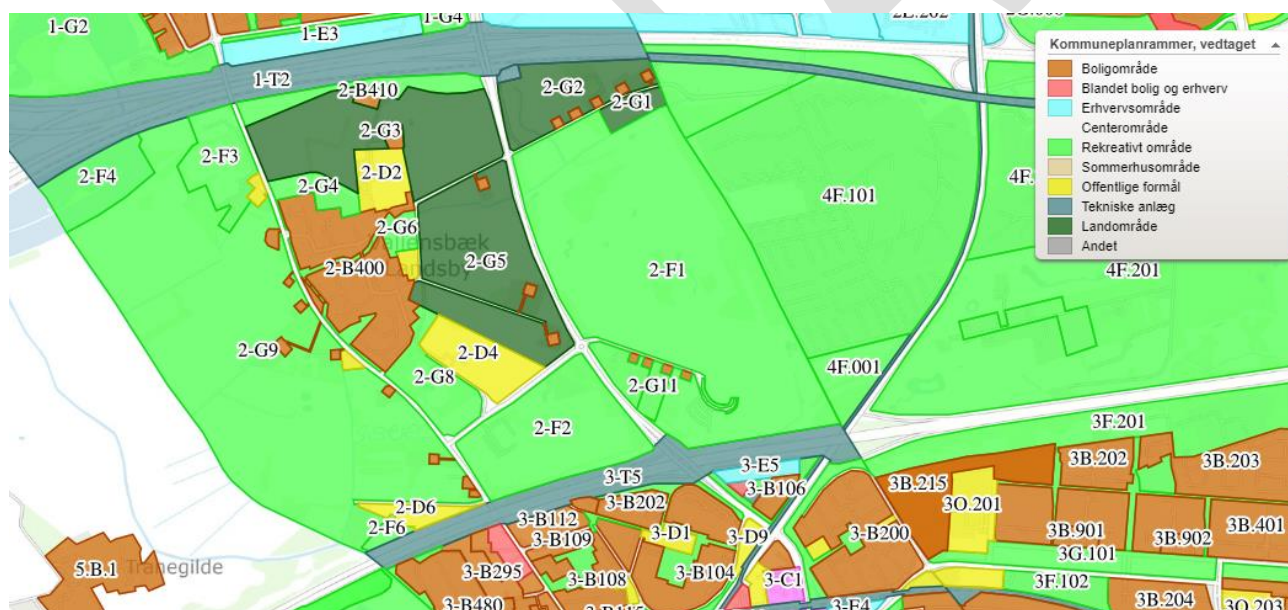 1-G2
1-G4
1-E3
1-T2
2-B410
2-G2
2-G1
2-G3
2-F3
2-D2
2-F4
2-G4
2-G6
Landsby
2-B400
2-G5
2-F1
4F.101
4F.201
2-G9
2-D4
2-G8
4F.001
2-G11
2-F2
3F.201
3-T5
3-E5
3B.202
3B.203
3-B106
3B.215
3O.201
2-D6
3-B202
2-F6
3-B112
3-B109
3-D1
3-D9
3-B200
3B.901
3B.902
3B.401
3G.101
5.B.1
Tranegilde
3-B295
3-B108
3-B104
3-C1
3F.102
3-B480
3B.204
3O.203
Kommuneplanrammer, vedtaget
Boligområde
Blandet bolig og erhverv
Erhvervsområde
Centerområde
Rekreativt område
Sommerhusområde
Offentlige formål
Tekniske anlæg
Landområde
Andet